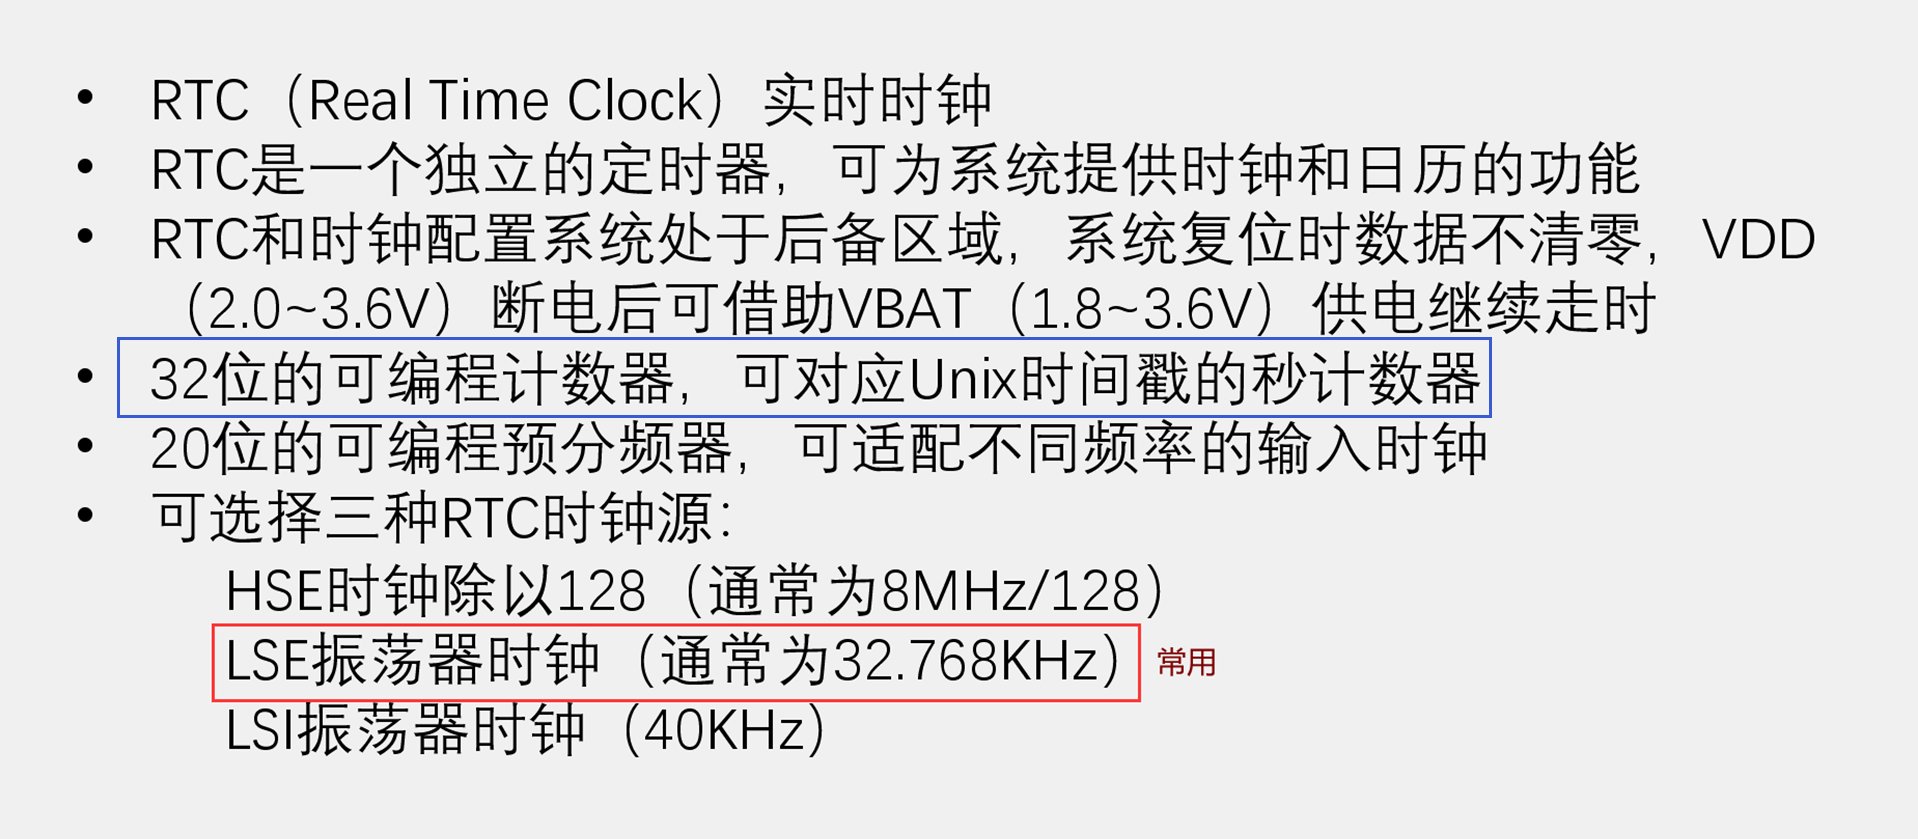 • RTC（Real Time Clock）实时时钟
• RTC是一个独立的定时器，可为系统提供时钟和日历的功能
• RTC和时钟配置系统处于后备区域，系统复位时数据不清零，VDD
（2.0~3.6V）断电后可借助VBAT（1.8~3.6V）供电继续走时
• 32位的可编程计数器，可对应Unix时间戳的秒计数器
• 20位的可编程预分频器，可适配不同频率的输入时钟
• 可选择三种RTC时钟源：
HSE时钟除以128（通常为8MHz/128）
LSE振荡器时钟（通常为32.768KHz） 常用
LSI振荡器时钟（40KHz）